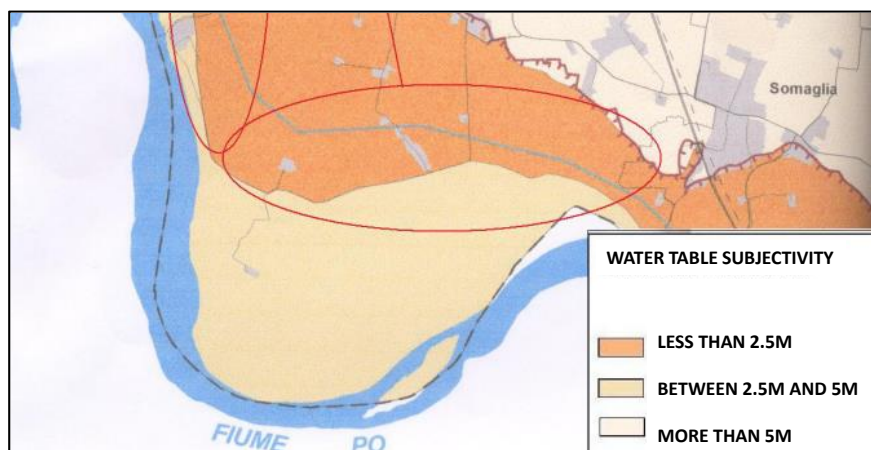 Somaglia
WATER TABLE SUBJECTIVITY
LESS THAN 2.5M
BETWEEN 2.5M AND 5M
MORE THAN 5M
FIUME PO